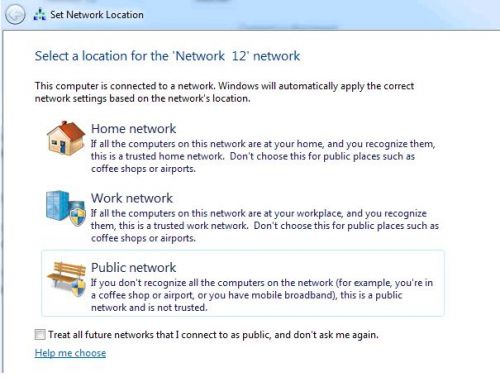 Set Network Location
Select a location for the 'Network  12' network
This computer is connected to a network. Windows will automatically apply the correct
network settings based on the network's location.
Home network
If all the computers on this network are at your home, and you recognize them,
this is a trusted home network.  Don't choose this for public places such as
coffee shops or airports.
Work network
If all the computers on this network are at your workplace, and you recognize
them, this is a trusted work network.  Don't choose this for public places such as
coffee shops or airports.
Public network
If you don't recognize all the computers on the network (for example, you're in
a coffee shop or airport, or you have mobile broadband), this is a public
network and is not trusted.
Treat all future networks that I connect to as public, and don't ask me again.
Help me choose